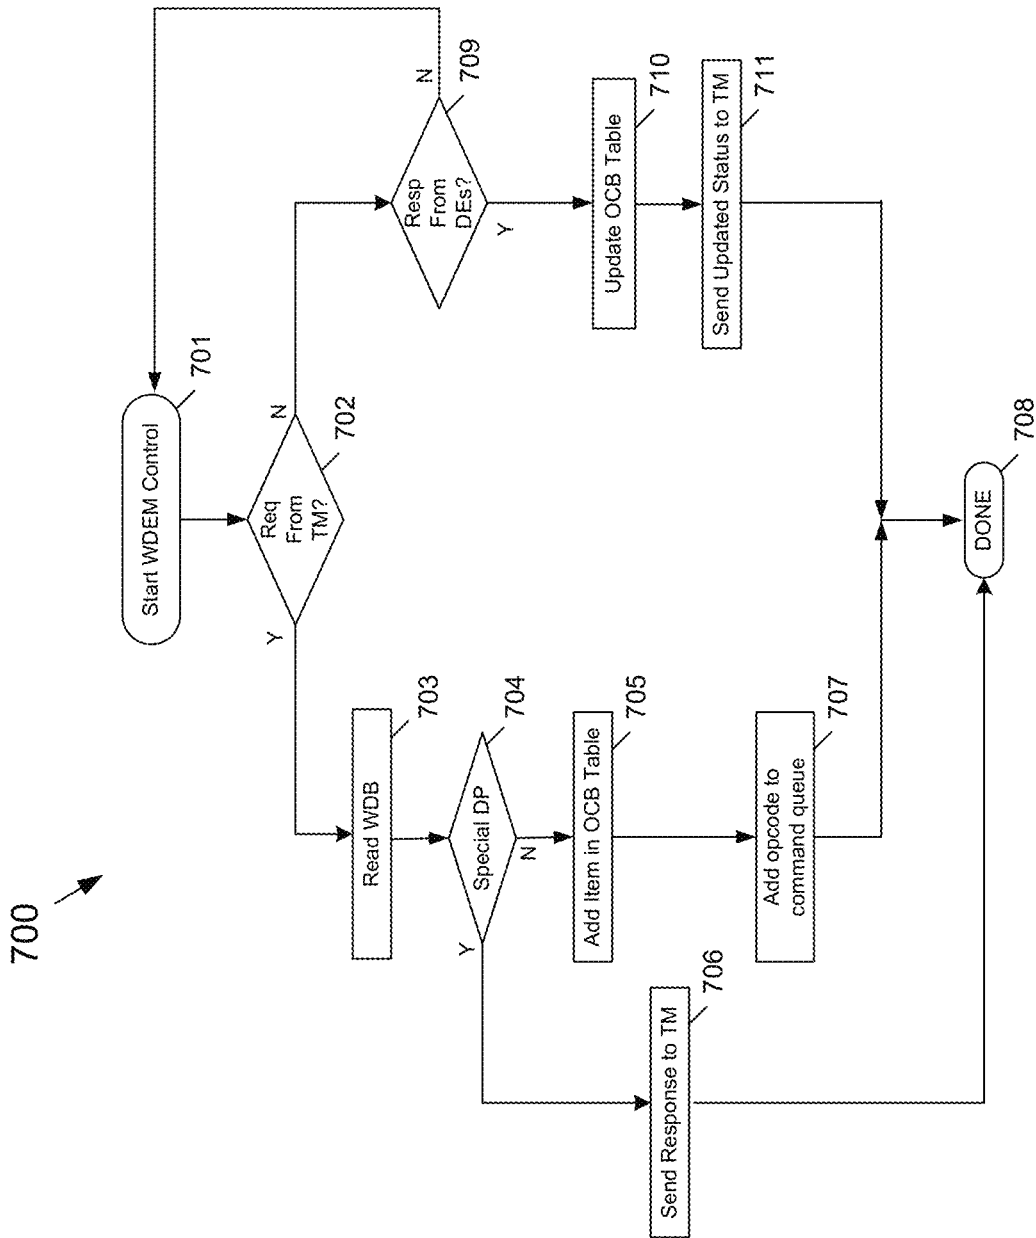 700
Start WDEM Control
701
Req
From
TM?
702
Y
N
Read WDB
703
Special DP
704
Y
N
Add Item in OCB Table
705
Send Response to TM
706
Add opcode to
command queue
707
Resp
From
DEs?
709
N
Y
Update OCB Table
710
Send Updated Status to TM
711
DONE
708